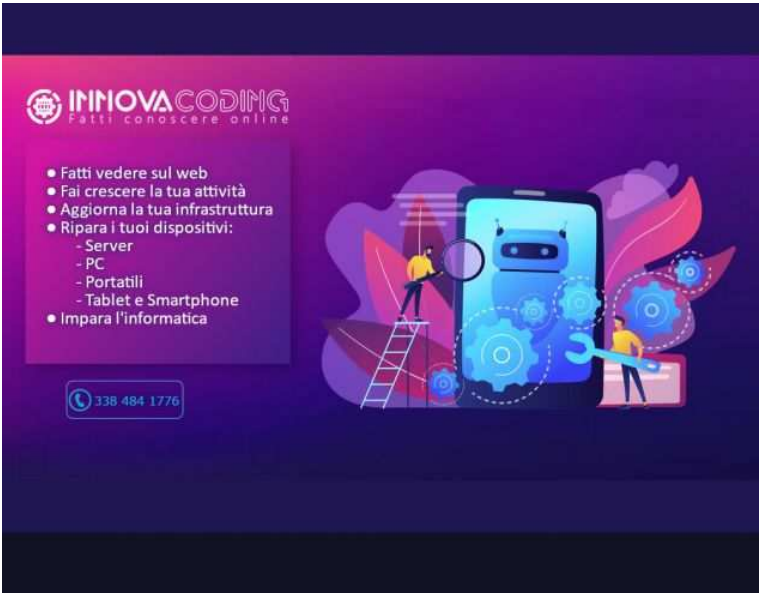 INNOVACODING
Fatti conoscere online
● Fatti vedere sul web
● Fai crescere la tua attività
● Aggiorna la tua infrastruttura
● Ripara i tuoi dispositivi:
- Server
- PC
- Portatili
- Tablet e Smartphone
● Impara l'informatica
338 484 1776